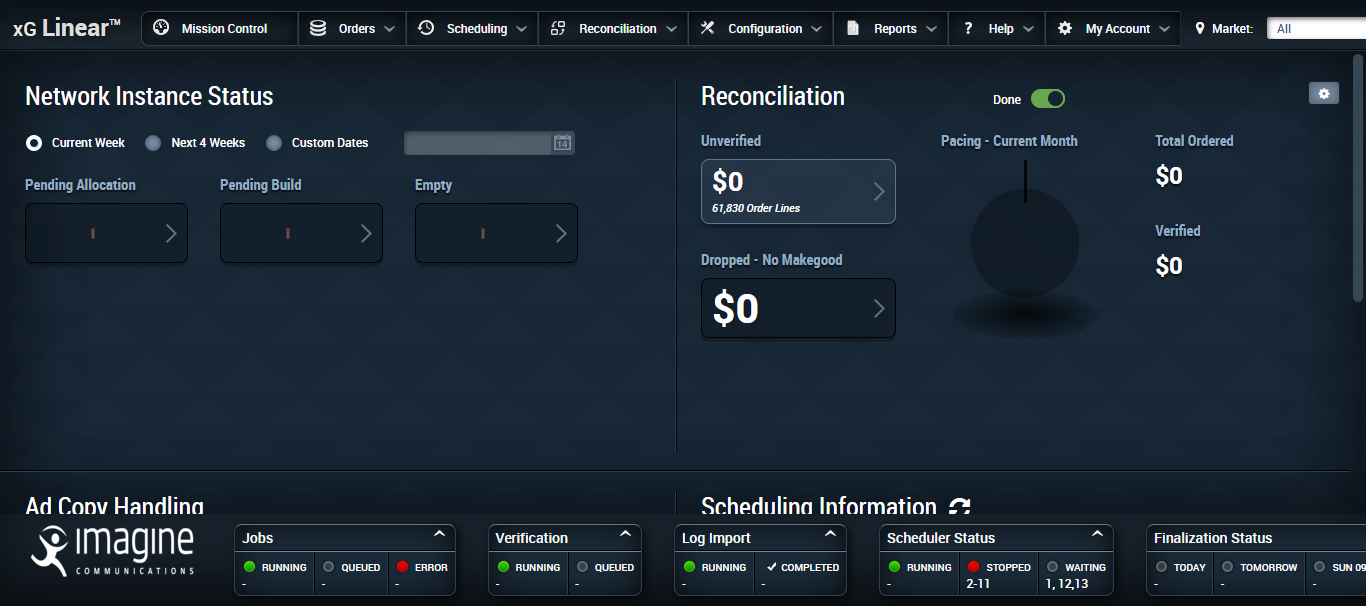 xG Linear™ Mission Control Orders Scheduling Reconciliation Configuration Reports ? Help My Account Market: All
Network Instance Status
Current Week Next 4 Weeks Custom Dates 14
Pending Allocation Pending Build Empty
Reconciliation Done
Unverified
$0
61,830 Order Lines
Dropped - No Makegood
$0
Pacing - Current Month
Total Ordered
$0
Verified
$0
Ad Copy Handling
Scheduling Information
imagine
COMMUNICATIONS
Jobs
RUNNING QUEUED ERROR
- - -
Verification
RUNNING QUEUED
- -
Log Import
RUNNING COMPLETED
- -
Scheduler Status
RUNNING STOPPED WAITING
- 2-11 1, 12,13
Finalization Status
TODAY TOMORROW SUN 09
- - -